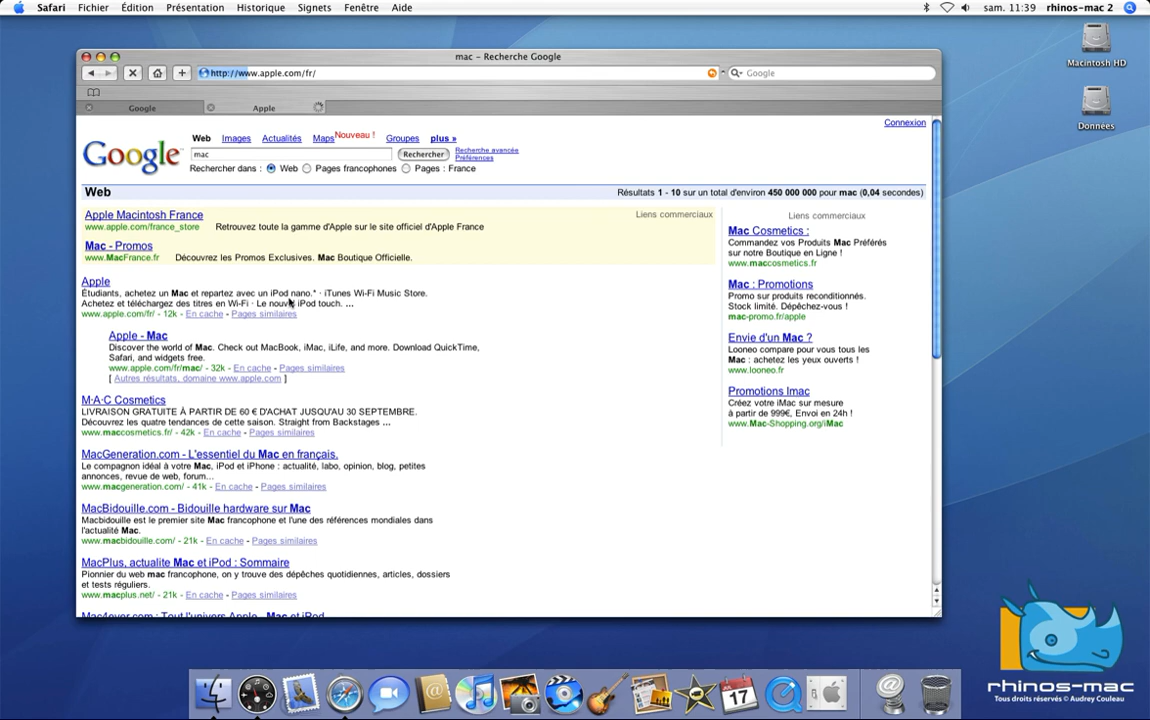 Safari Fichier Édition Présentation Historique Signets Fenêtre Aide sam. 11:39 rhinos-mac 2
mac – Recherche Google
http://www.apple.com/fr/ Google
Google Apple
Connexion
Web Images Actualités Maps Nouveau ! Groupes plus »
Google mac Rechercher Recherche avancée
Préférences
Rechercher dans : Web Pages francophones Pages : France
Web Résultats 1 - 10 sur un total d'environ 450 000 000 pour mac (0,04 secondes)
Apple Macintosh France Liens commerciaux
www.apple.com/france_store Retrouvez toute la gamme d'Apple sur le site officiel d'Apple France
Mac - Promos
www.MacFrance.fr Découvrez les Promos Exclusives. Mac Boutique Officielle.
Apple
Étudiants, achetez un Mac et repartez avec un iPod nano.* · iTunes Wi-Fi Music Store.
Achetez et téléchargez des titres en Wi-Fi · Le nouvel iPod touch. ...
www.apple.com/fr/ - 12k - En cache - Pages similaires
Apple - Mac
Discover the world of Mac. Check out MacBook, iMac, iLife, and more. Download QuickTime,
Safari, and widgets free.
www.apple.com/fr/mac/ - 32k - En cache - Pages similaires
[ Autres résultats, domaine www.apple.com ]
M·A·C Cosmetics
LIVRAISON GRATUITE À PARTIR DE 60 € D'ACHAT JUSQU'AU 30 SEPTEMBRE.
Découvrez les quatre tendances de cette saison. Straight from Backstages ...
www.maccosmetics.fr/ - 42k - En cache - Pages similaires
MacGeneration.com - L'essentiel du Mac en français.
Le compagnon idéal à votre Mac, iPod et iPhone : actualité, labo, opinion, blog, petites
annonces, revue de web, forum...
www.macgeneration.com/ - 41k - En cache - Pages similaires
MacBidouille.com - Bidouille hardware sur Mac
Macbidouille est le premier site Mac francophone et l'une des références mondiales dans
l'actualité Mac.
www.macbidouille.com/ - 21k - En cache - Pages similaires
MacPlus, actualite Mac et iPod : Sommaire
Pionnier du web mac francophone, on y trouve des dépêches quotidiennes, articles, dossiers
et tests réguliers.
www.macplus.net/ - 21k - En cache - Pages similaires
Mac4ever.com : Tout l'univers Apple - Mac et iPod
Liens commerciaux
Mac Cosmetics :
Commandez vos Produits Mac Préférés
sur notre Boutique en Ligne !
www.maccosmetics.fr
Mac : Promotions
Promo sur produits reconditionnés.
Stock limité. Dépêchez-vous !
mac-promo.fr/apple
Envie d'un Mac ?
Looneo compare pour vous tous les
Mac : achetez les yeux ouverts !
www.looneo.fr
Promotions Imac
Créez votre iMac sur mesure
à partir de 999€, Envoi en 24h !
www.Mac-Shopping.org/iMac
Macintosh HD
Données
17
rhinos-mac
Tous droits réservés © Audrey Couleau